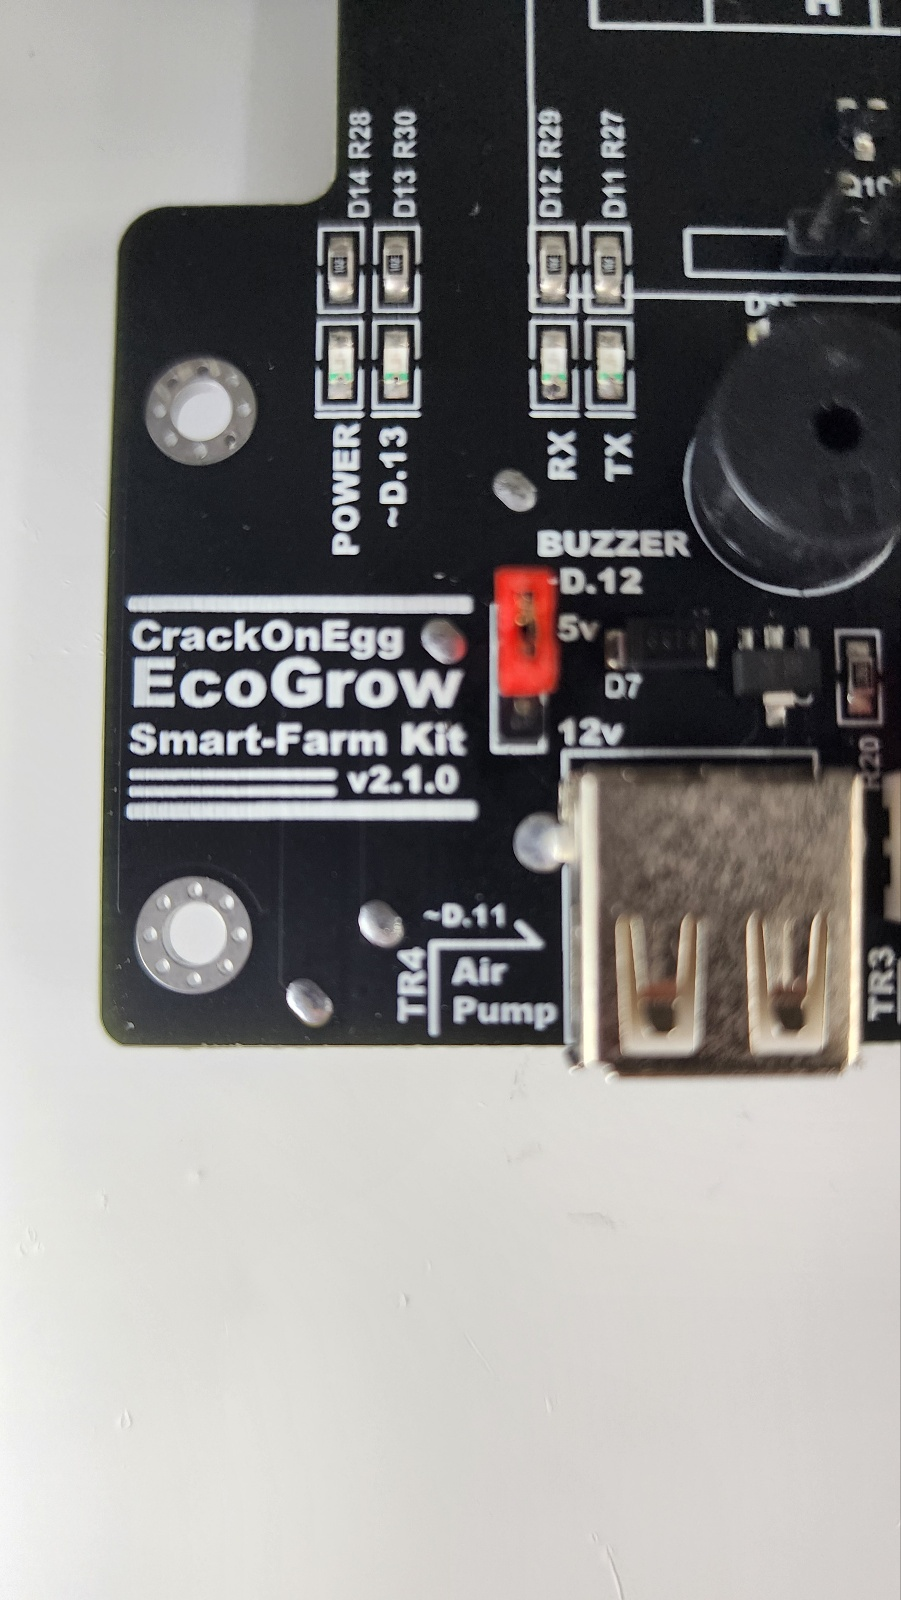 D14 R28
D13 R30
D12 R29
D11 R27
POWER
~D.13
RX
TX
BUZZER
D.12
5v
12v
D7
R20
CrackOnEgg
EcoGrow
Smart-Farm Kit
v2.1.0
~D.11
TR4
Air
Pump
TR3